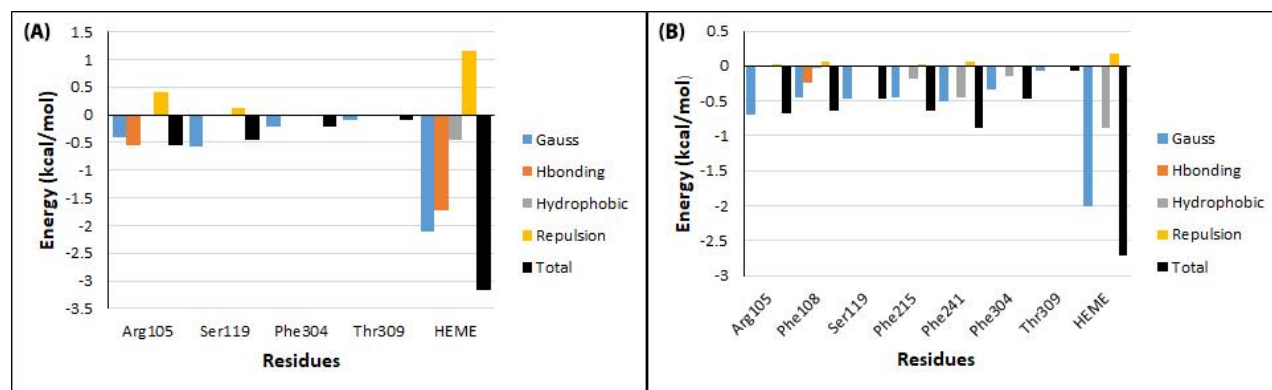 (A)
1.5
1
0.5
0
-0.5
-1
-1.5
-2
-2.5
-3
-3.5
Energy (kcal/mol)
Arg105 Ser119 Phe304 Thr309 HEME
Residues
Gauss
Hbonding
Hydrophobic
Repulsion
Total
(B)
0.5
0
-0.5
-1
-1.5
-2
-2.5
-3
Energy (kcal/mol)
Arg105 Phe108 Ser119 Phe215 Phe241 Phe304 Thr309 HEME
Residues
Gauss
Hbonding
Hydrophobic
Repulsion
Total